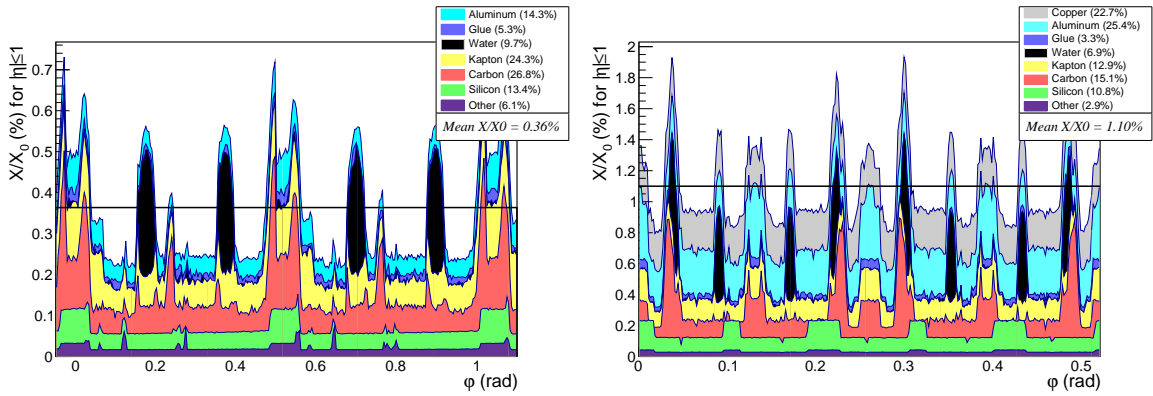 Aluminum (14.3%)
Glue (5.3%)
Water (9.7%)
Kapton (24.3%)
Carbon (26.8%)
Silicon (13.4%)
Other (6.1%)
Mean X/X0 = 0.36%
X/X0 (%) for |η|≤1
0.7
0.6
0.5
0.4
0.3
0.2
0.1
0
0 0.2 0.4 0.6 0.8 1
φ (rad)
Copper (22.7%)
Aluminum (25.4%)
Glue (3.3%)
Water (6.9%)
Kapton (12.9%)
Carbon (15.1%)
Silicon (10.8%)
Other (2.9%)
Mean X/X0 = 1.10%
X/X0 (%) for |η|≤1
2
1.8
1.6
1.4
1.2
1
0.8
0.6
0.4
0.2
0
0 0.1 0.2 0.3 0.4 0.5
φ (rad)